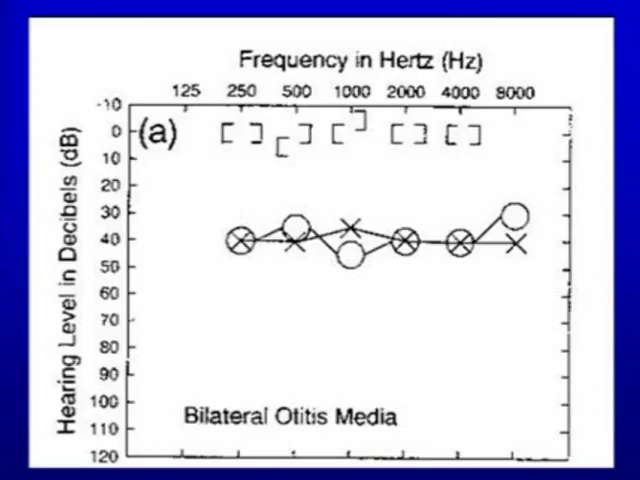 Frequency in Hertz (Hz)
125 250 500 1000 2000 4000 8000
Hearing Level in Decibels (dB)
-10
0
10
20
30
40
50
60
70
80
90
100
110
120
(a)
Bilateral Otitis Media